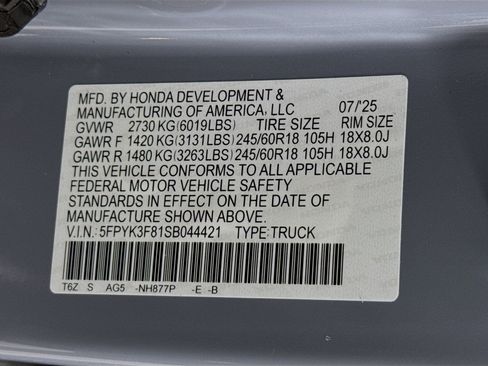 MFD. BY HONDA DEVELOPMENT &
MANUFACTURING OF AMERICA, LLC 07/'25
GVWR 2730 KG(6019LBS) TIRE SIZE RIM SIZE
GAWR F 1420 KG(3131LBS) 245/60R18 105H 18X8.0J
GAWR R 1480 KG(3263LBS) 245/60R18 105H 18X8.0J
THIS VEHICLE CONFORMS TO ALL APPLICABLE
FEDERAL MOTOR VEHICLE SAFETY
STANDARDS IN EFFECT ON THE DATE OF
MANUFACTURE SHOWN ABOVE.
V.I.N.: 5FPYK3F81SB044421 TYPE: TRUCK
T6Z S AG5 -NH877P -E -B